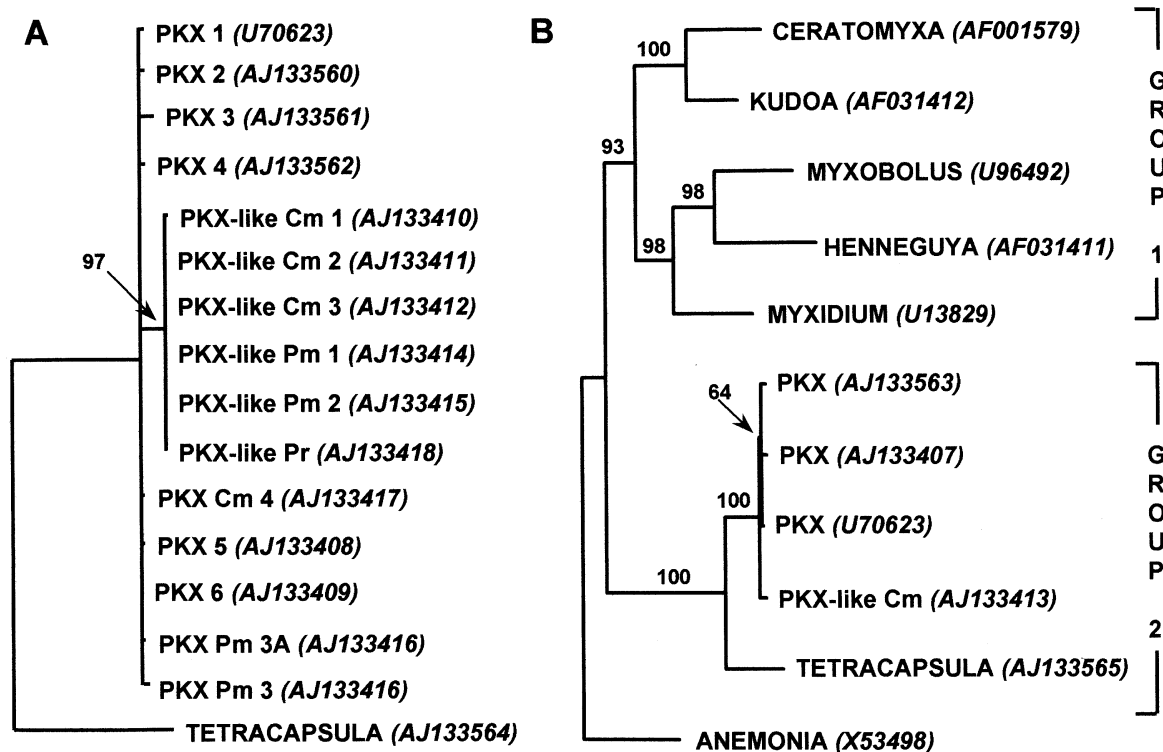 A
PKX 1 (U70623)
PKX 2 (AJ133560)
PKX 3 (AJ133561)
PKX 4 (AJ133562)
PKX-like Cm 1 (AJ133410)
PKX-like Cm 2 (AJ133411)
97
PKX-like Cm 3 (AJ133412)
PKX-like Pm 1 (AJ133414)
PKX-like Pm 2 (AJ133415)
PKX-like Pr (AJ133418)
PKX Cm 4 (AJ133417)
PKX 5 (AJ133408)
PKX 6 (AJ133409)
PKX Pm 3A (AJ133416)
PKX Pm 3 (AJ133416)
TETRACAPSULA (AJ133564)
B
CERATOMYXA (AF001579)
100
KUDOA (AF031412)
93
MYXOBOLUS (U96492)
98
HENNEGUYA (AF031411)
98
MYXIDIUM (U13829)
GROUP 1
PKX (AJ133563)
64
PKX (AJ133407)
100
PKX (U70623)
100
PKX-like Cm (AJ133413)
TETRACAPSULA (AJ133565)
GROUP 2
ANEMONIA (X53498)